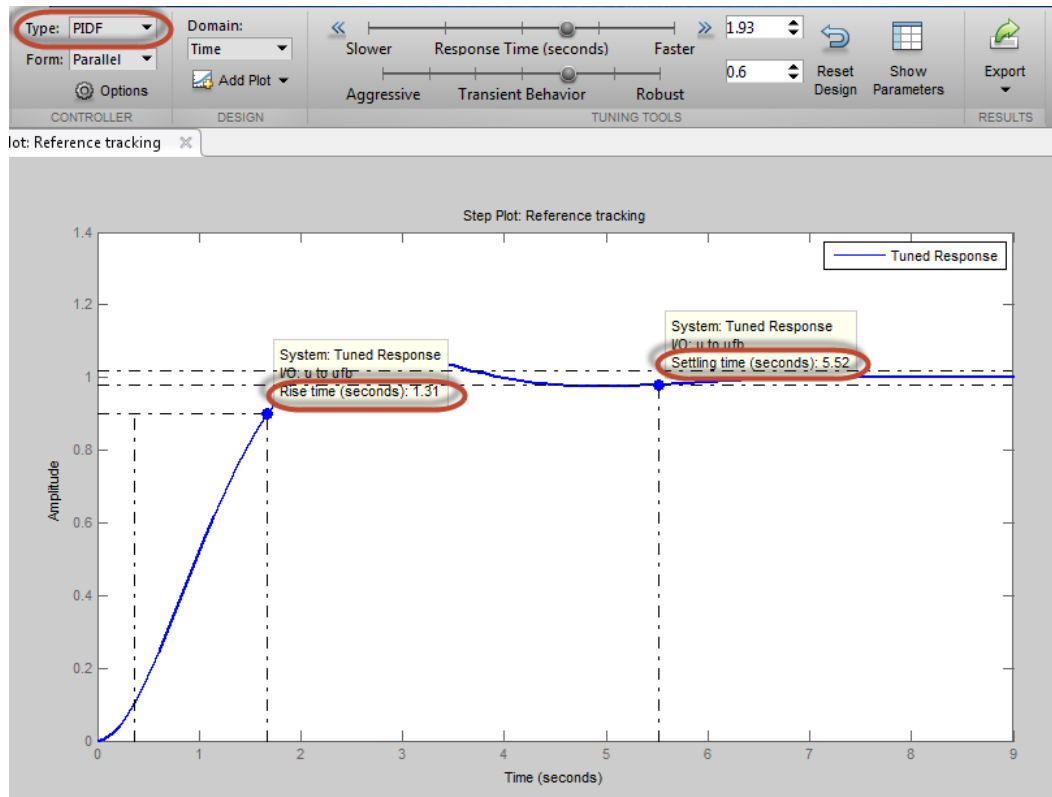 Type: PIDF
Form: Parallel
Options
CONTROLLER
Domain:
Time
Add Plot
DESIGN
Slower Response Time (seconds) Faster
1.93
Aggressive Transient Behavior Robust
0.6
TUNING TOOLS
Reset Design
Show Parameters
Export
RESULTS
lot: Reference tracking
Step Plot: Reference tracking
Tuned Response
System: Tuned Response
I/O: u to ufb
Rise time (seconds): 1.31
System: Tuned Response
I/O: u to ufb
Settling time (seconds): 5.52
1.4
1.2
1
0.8
0.6
0.4
0.2
0
Amplitude
0 1 2 3 4 5 6 7 8 9
Time (seconds)